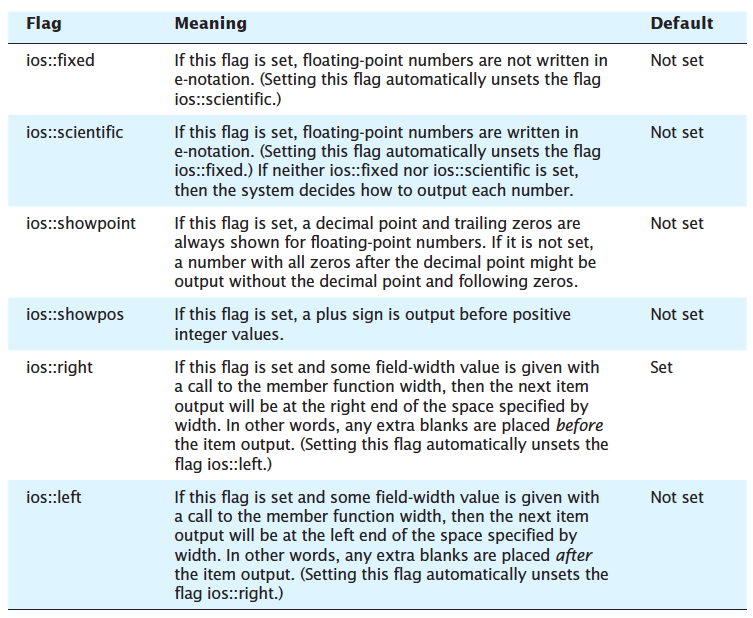 Flag Meaning Default
ios::fixed If this flag is set, floating-point numbers are not written in Not set
e-notation. (Setting this flag automatically unsets the flag
ios::scientific.)
ios::scientific If this flag is set, floating-point numbers are written in Not set
e-notation. (Setting this flag automatically unsets the flag
ios::fixed.) If neither ios::fixed nor ios::scientific is set,
then the system decides how to output each number.
ios::showpoint If this flag is set, a decimal point and trailing zeros are Not set
always shown for floating-point numbers. If it is not set,
a number with all zeros after the decimal point might be
output without the decimal point and following zeros.
ios::showpos If this flag is set, a plus sign is output before positive Not set
integer values.
ios::right If this flag is set and some field-width value is given with Set
a call to the member function width, then the next item
output will be at the right end of the space specified by
width. In other words, any extra blanks are placed before
the item output. (Setting this flag automatically unsets the
flag ios::left.)
ios::left If this flag is set and some field-width value is given with Not set
a call to the member function width, then the next item
output will be at the left end of the space specified by
width. In other words, any extra blanks are placed after
the item output. (Setting this flag automatically unsets the
flag ios::right.)